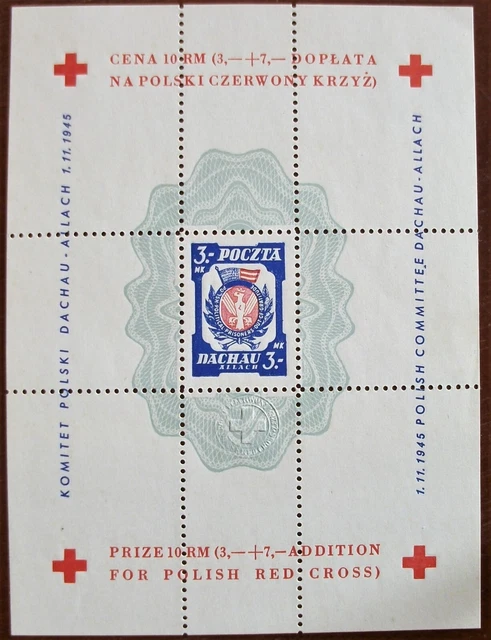 CENA 10 RM (3,—+7,— DOPŁATA
NA POLSKI CZERWONY KRZYŻ)
KOMITET POLSKI DACHAU-ALLACH 1.11.1945
1.11.1945 POLISH COMMITTEE DACHAU-ALLACH
3.- POCZTA
MK
POLITICAL PRISONERS
MK
DACHAU 3.-
ALLACH
PRIZE 10 RM (3,—+7,—ADDITION
FOR POLISH RED CROSS)